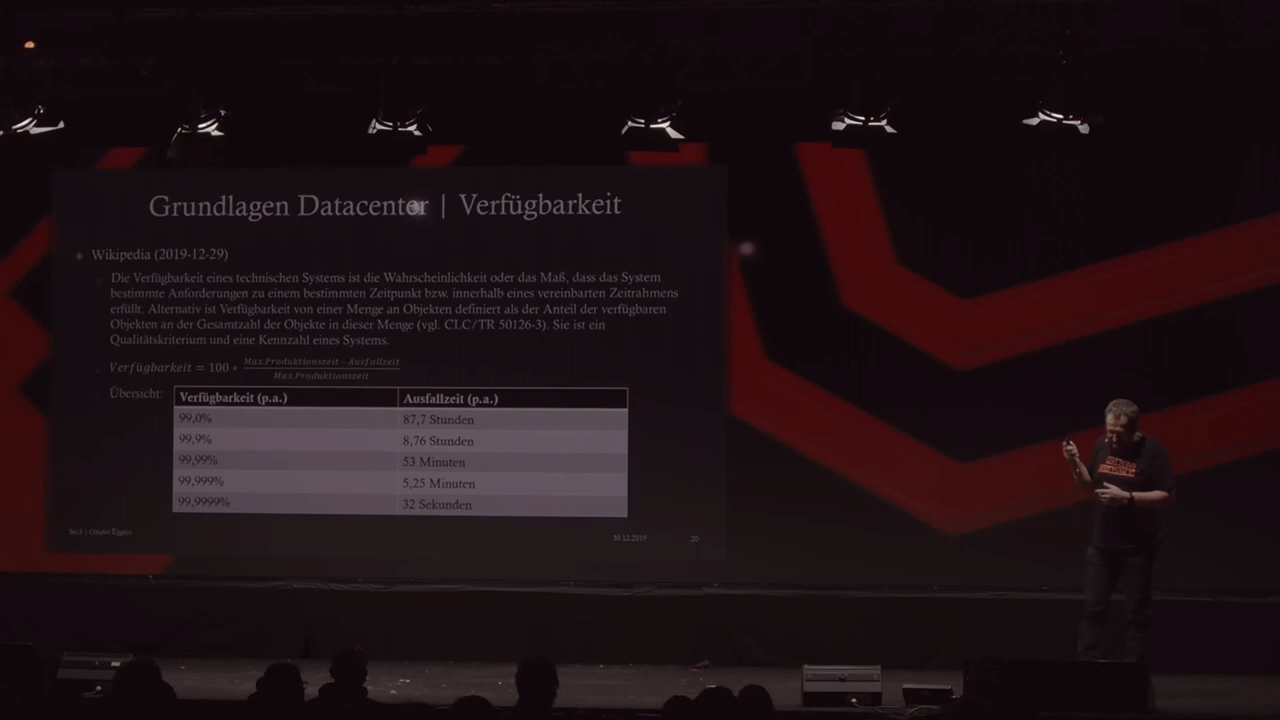 Grundlagen Datacenter | Verfügbarkeit
Wikipedia (2019-12-29)
Die Verfügbarkeit eines technischen Systems ist die Wahrscheinlichkeit oder das Maß, dass das System
bestimmte Anforderungen zu einem bestimmten Zeitpunkt bzw. innerhalb eines vereinbarten Zeitrahmens
erfüllt. Alternativ ist Verfügbarkeit von einer Menge an Objekten definiert als der Anteil der verfügbaren
Objekten an der Gesamtzahl der Objekte in dieser Menge (vgl. CLC/TR 50126-3). Sie ist ein
Qualitätskriterium und eine Kennzahl eines Systems.
Verfügbarkeit = 100 * Max.Produktionszeit - Ausfallzeit
Max.Produktionszeit
Übersicht:
Verfügbarkeit (p.a.) Ausfallzeit (p.a.)
99,0% 87,7 Stunden
99,9% 8,76 Stunden
99,99% 53 Minuten
99,999% 5,25 Minuten
99,9999% 32 Sekunden
30.12.2019 20